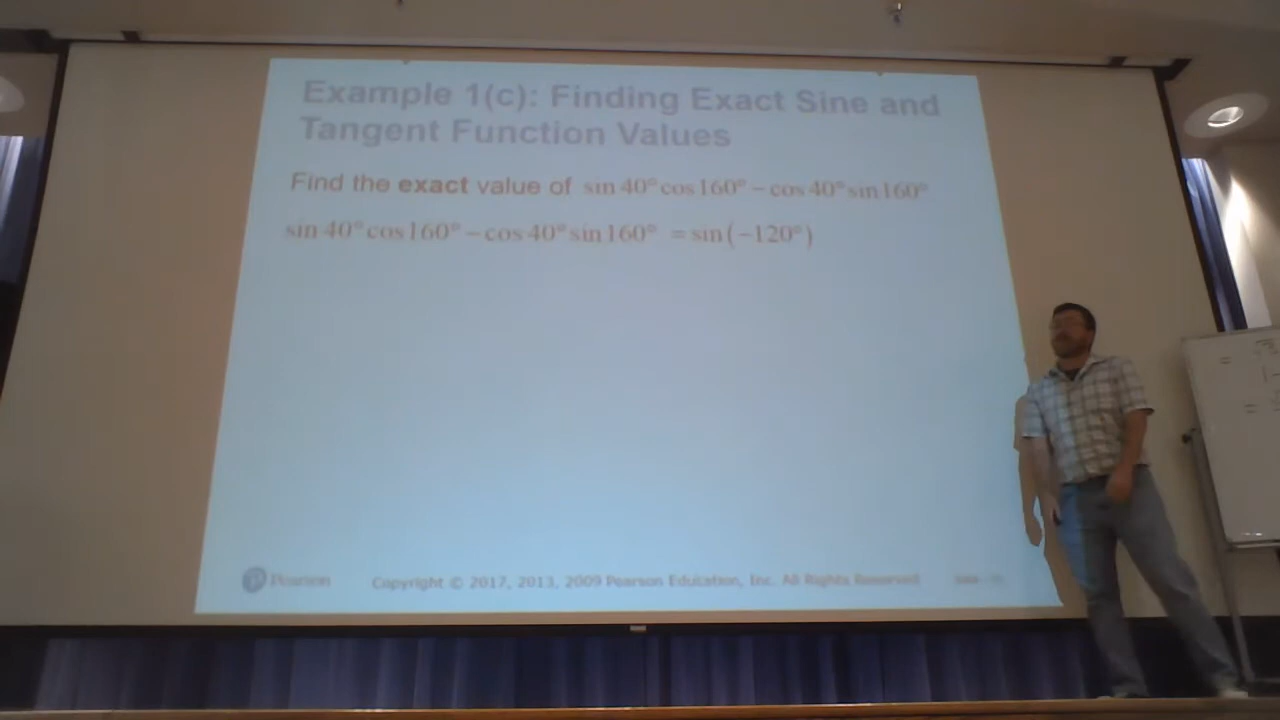 Example 1(c): Finding Exact Sine and
Tangent Function Values
Find the exact value of sin 40° cos 160° − cos 40° sin 160°
sin 40° cos 160° − cos 40° sin 160° = sin(−120°)
Pearson
Copyright © 2017, 2013, 2009 Pearson Education, Inc. All Rights Reserved